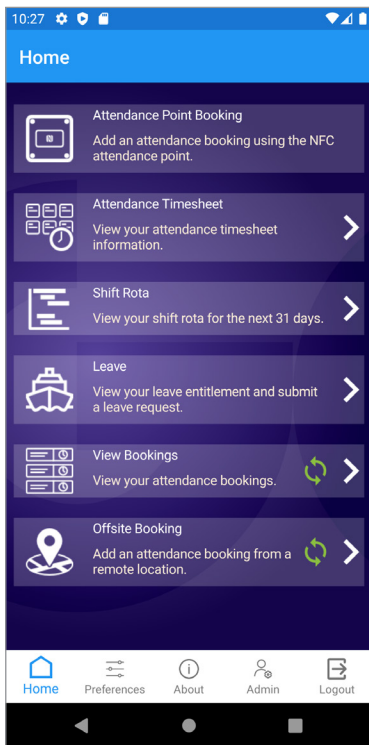 10:27
Home
Attendance Point Booking
Add an attendance booking using the NFC
attendance point.
Attendance Timesheet
View your attendance timesheet
information.
Shift Rota
View your shift rota for the next 31 days.
Leave
View your leave entitlement and submit
a leave request.
View Bookings
View your attendance bookings.
Offsite Booking
Add an attendance booking from a
remote location.
Home
Preferences
About
Admin
Logout